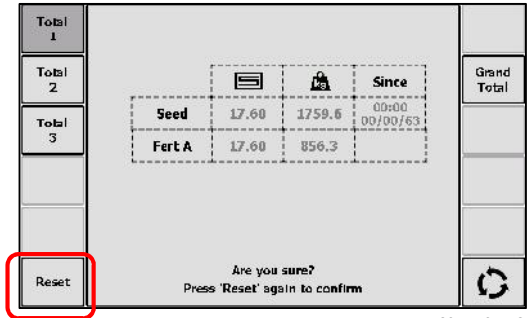 Total
1
Total
2
Total
3
Reset
Since
Seed 17.60 1759.6 00:00
00/00/63
Fert A 17.60 856.3
Are you sure?
Press 'Reset' again to confirm
Grand
Total